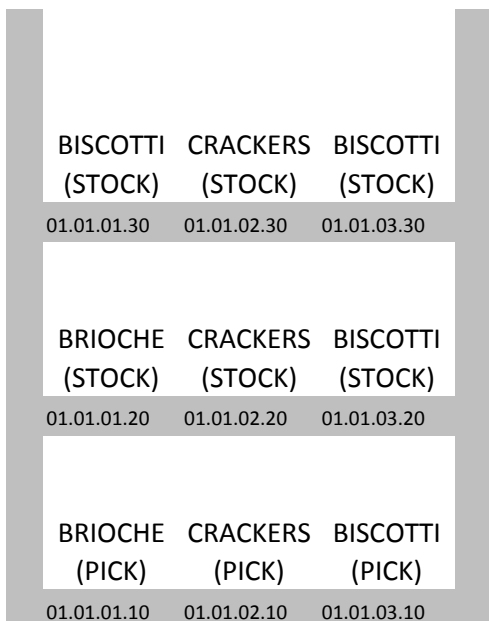 BISCOTTI CRACKERS BISCOTTI
(STOCK) (STOCK) (STOCK)
01.01.01.30 01.01.02.30 01.01.03.30
BRIOCHE CRACKERS BISCOTTI
(STOCK) (STOCK) (STOCK)
01.01.01.20 01.01.02.20 01.01.03.20
BRIOCHE CRACKERS BISCOTTI
(PICK) (PICK) (PICK)
01.01.01.10 01.01.02.10 01.01.03.10